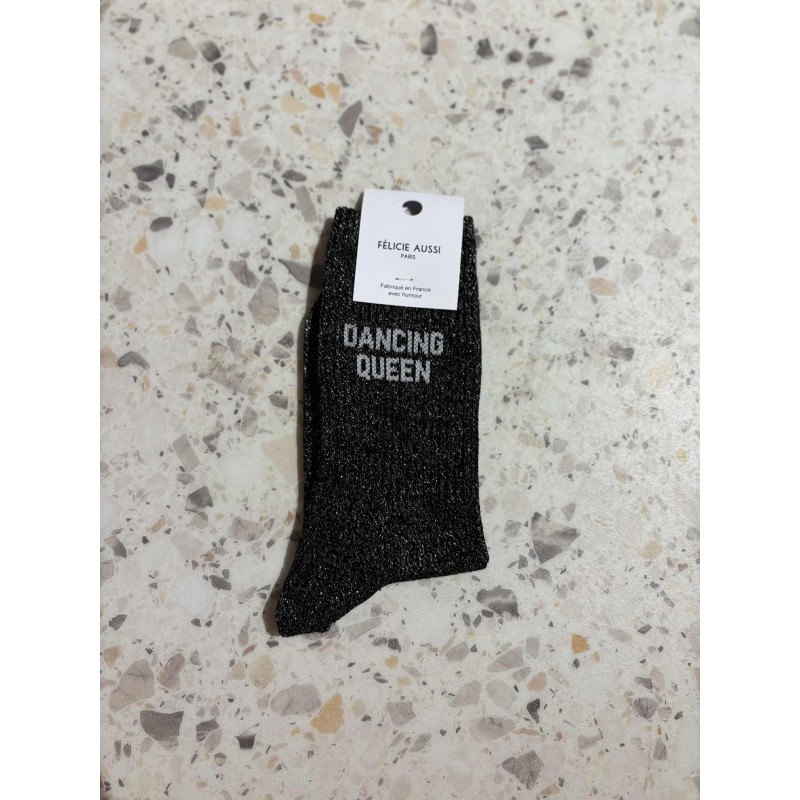 FÉLICIE AUSSI
PARIS
Fabriqué en France
avec humour
DANCING
QUEEN